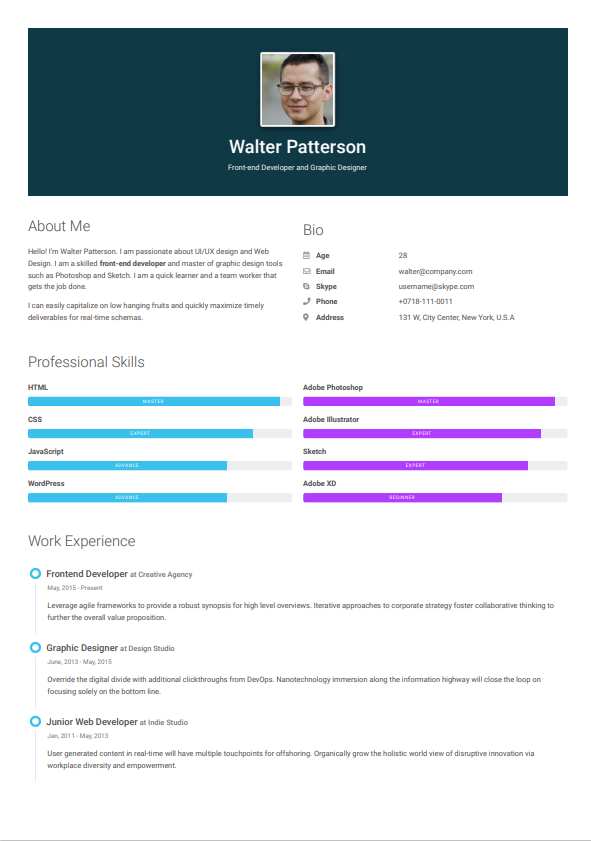 Walter Patterson
Front-end Developer and Graphic Designer
About Me
Hello! I'm Walter Patterson. I am passionate about UI/UX design and Web
Design. I am a skilled front-end developer and master of graphic design tools
such as Photoshop and Sketch. I am a quick learner and a team worker that
gets the job done.
I can easily capitalize on low hanging fruits and quickly maximize timely
deliverables for real-time schemas.
Bio
Age 28
Email walter@company.com
Skype username@skype.com
Phone +0718-111-0011
Address 131 W, City Center, New York, U.S.A
Professional Skills
HTML
MASTER
CSS
EXPERT
JavaScript
ADVANCE
WordPress
ADVANCE
Adobe Photoshop
MASTER
Adobe Illustrator
EXPERT
Sketch
EXPERT
Adobe XD
BEGINNER
Work Experience
Frontend Developer at Creative Agency
May, 2015 - Present
Leverage agile frameworks to provide a robust synopsis for high level overviews. Iterative approaches to corporate strategy foster collaborative thinking to
further the overall value proposition.
Graphic Designer at Design Studio
June, 2013 - May, 2015
Override the digital divide with additional clickthroughs from DevOps. Nanotechnology immersion along the information highway will close the loop on
focusing solely on the bottom line.
Junior Web Developer at Indie Studio
Jan, 2011 - May, 2013
User generated content in real-time will have multiple touchpoints for offshoring. Organically grow the holistic world view of disruptive innovation via
workplace diversity and empowerment.